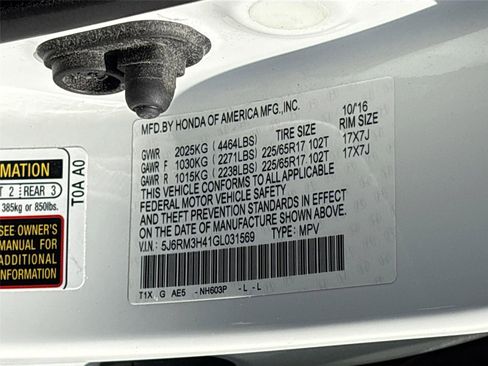 MFD.BY HONDA OF AMERICA MFG.,INC. 10/16
TIRE SIZE RIM SIZE
GVWR 2025KG (4464LBS)
GAWR F 1030KG (2271LBS) 225/65R17 102T 17X7J
GAWR R 1015KG (2238LBS) 225/65R17 102T 17X7J
THIS VEHICLE CONFORMS TO ALL APPLICABLE
FEDERAL MOTOR VEHICLE SAFETY
AND THEFT PREVENTION STANDARDS IN EFFECT
ON THE DATE OF MANUFACTURE SHOWN ABOVE.
V.I.N.: 5J6RM3H41GL031569 TYPE: MPV
T1X G AE5 - NH603P - L - L
TOA A0
MATION
T 2 REAR 3
385kg or 850lbs.
SEE OWNER'S
MANUAL FOR
ADDITIONAL
NFORMATION